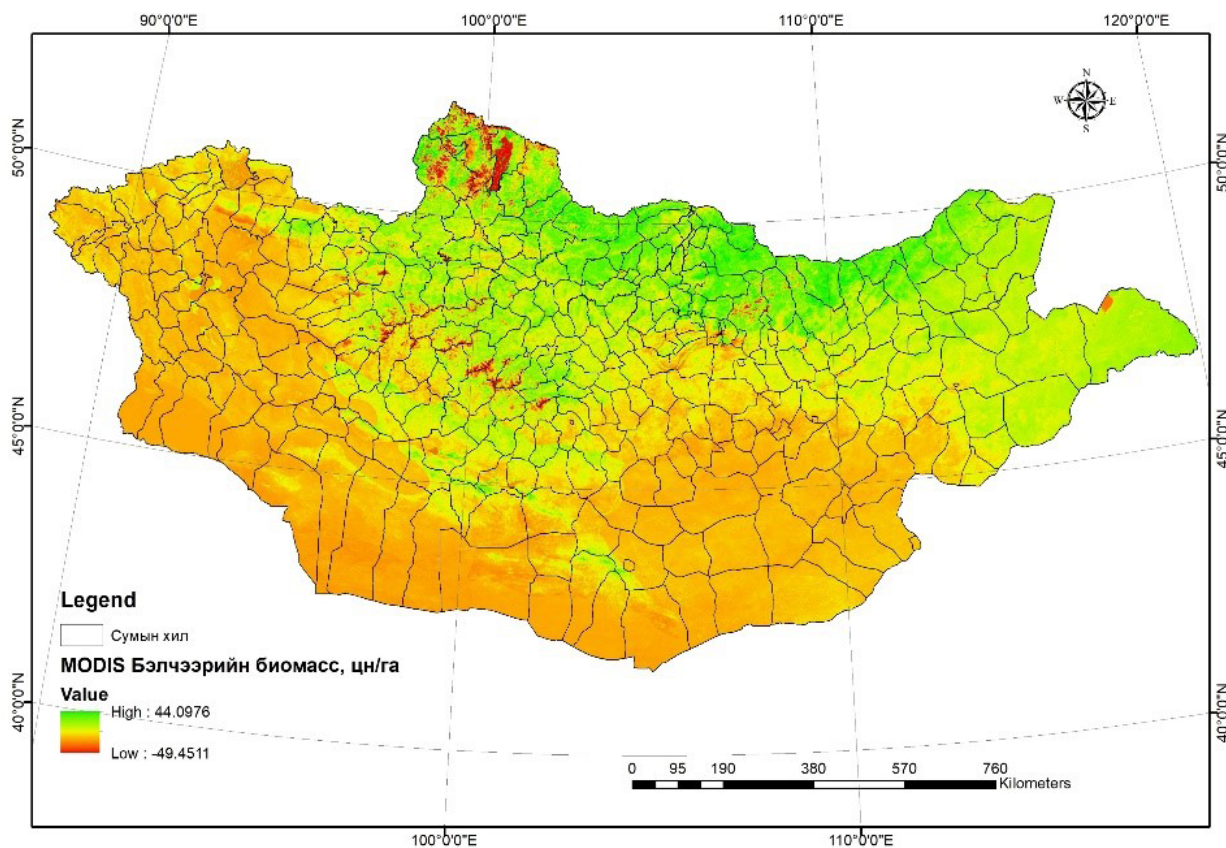 90°0'0"E
100°0'0"E
110°0'0"E
120°0'0"E
N
W E
S
50°0'0"N
50°0'0"N
45°0'0"N
45°0'0"N
40°0'0"N
40°0'0"N
Legend
Сумын хил
MODIS Бэлчээрийн биомасс, цн/га
Value
High : 44.0976
Low : -49.4511
0 95 190 380 570 760
Kilometers
100°0'0"E
110°0'0"E